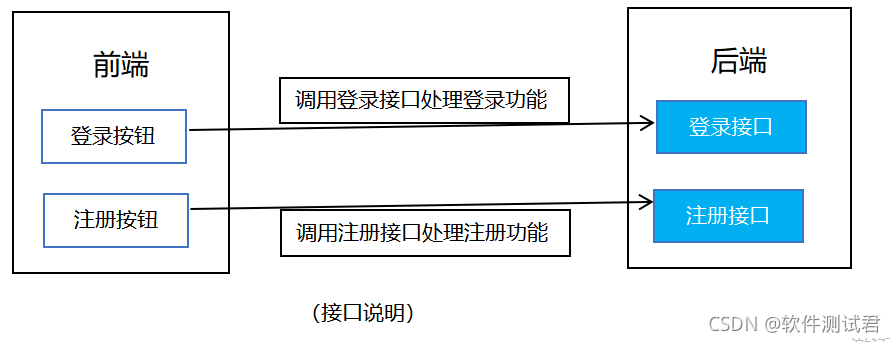 前端
后端
调用登录接口处理登录功能
登录按钮
登录接口
注册按钮
注册接口
调用注册接口处理注册功能
（接口说明）
CSDN @软件测试君